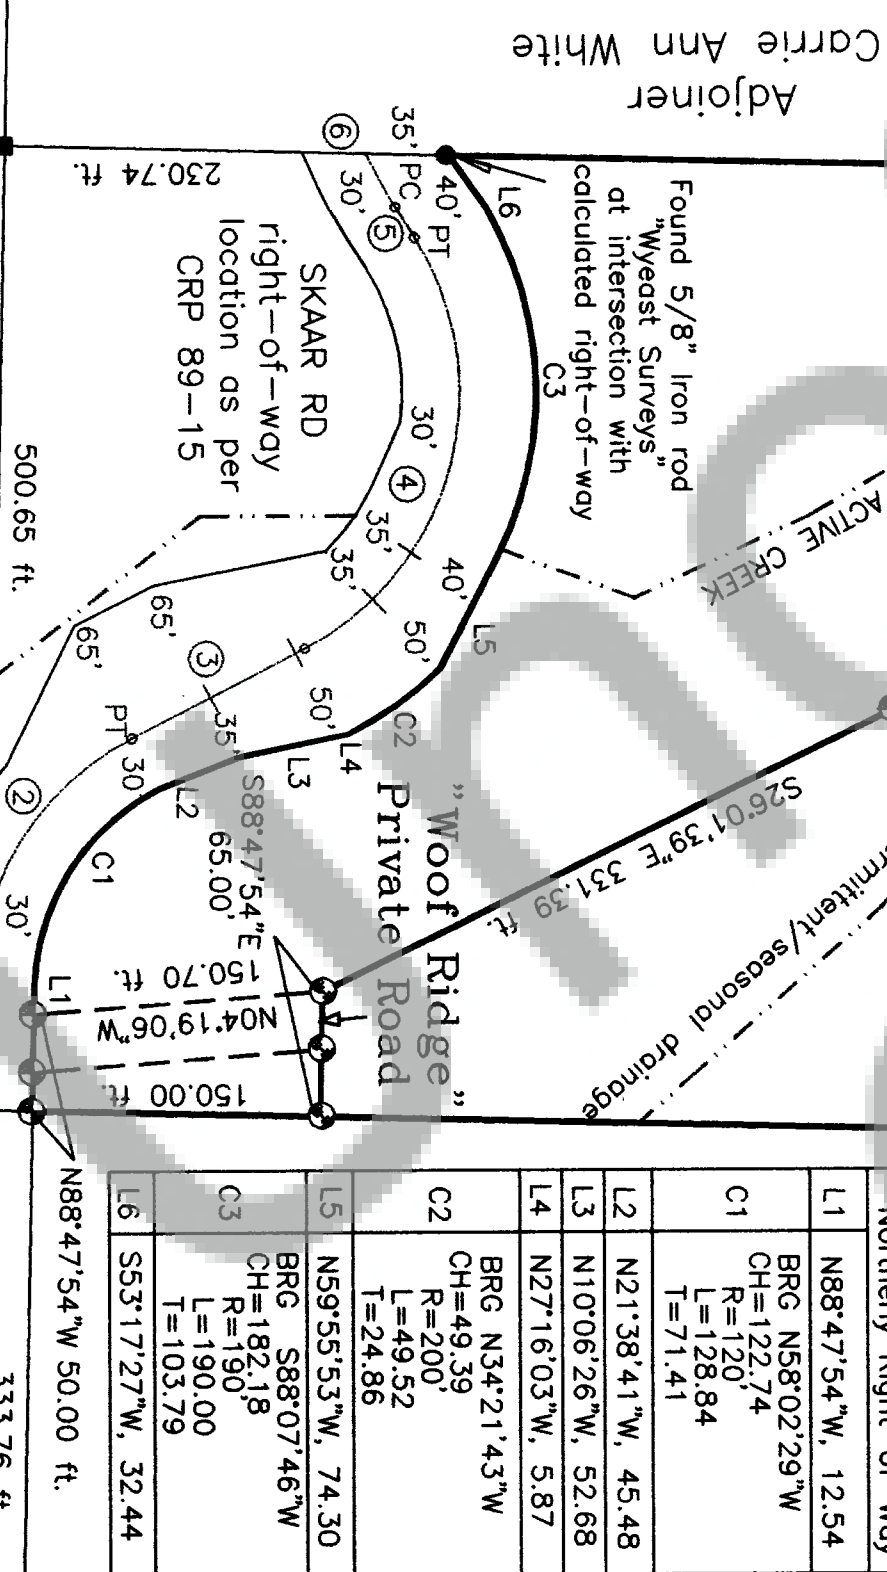 Adjoiner
Carrie Ann White
Found 5/8" Iron rod
"Wyeast Surveys"
at intersection with
calculated right-of-way
L6
C3
35' PC
40' PT
6
30'
5
230.74 ft.
SKAAR RD
right-of-way
location as per
CRP 89-15
30'
4
35'
35'
40'
50'
L5
ACTIVE CREEK
500.65 ft.
65'
65'
3
50'
35'
PT
30'
2
30'
C2
L4
L3
L2
C1
L1
S88°47'54"E
65.00'
"Woof Ridge"
Private Road
S26°01'39"E 331.39 ft.
rmittent/seasonal drainage
150.70 ft.
N04°19'06"W
150.00 ft.
N88°47'54"W 50.00 ft.
333.76 ft
Northerly Right of Way
L1 N88°47'54"W, 12.54
C1 BRG N58°02'29"W
CH=122.74
R=120'
L=128.84
T=71.41
L2 N21°38'41"W, 45.48
L3 N10°06'26"W, 52.68
L4 N27°16'03"W, 5.87
C2 BRG N34°21'43"W
CH=49.39
R=200'
L=49.52
T=24.86
L5 N59°55'53"W, 74.30
C3 BRG S88°07'46"W
CH=182.18
R=190'
L=190.00
T=103.79
L6 S53°17'27"W, 32.44